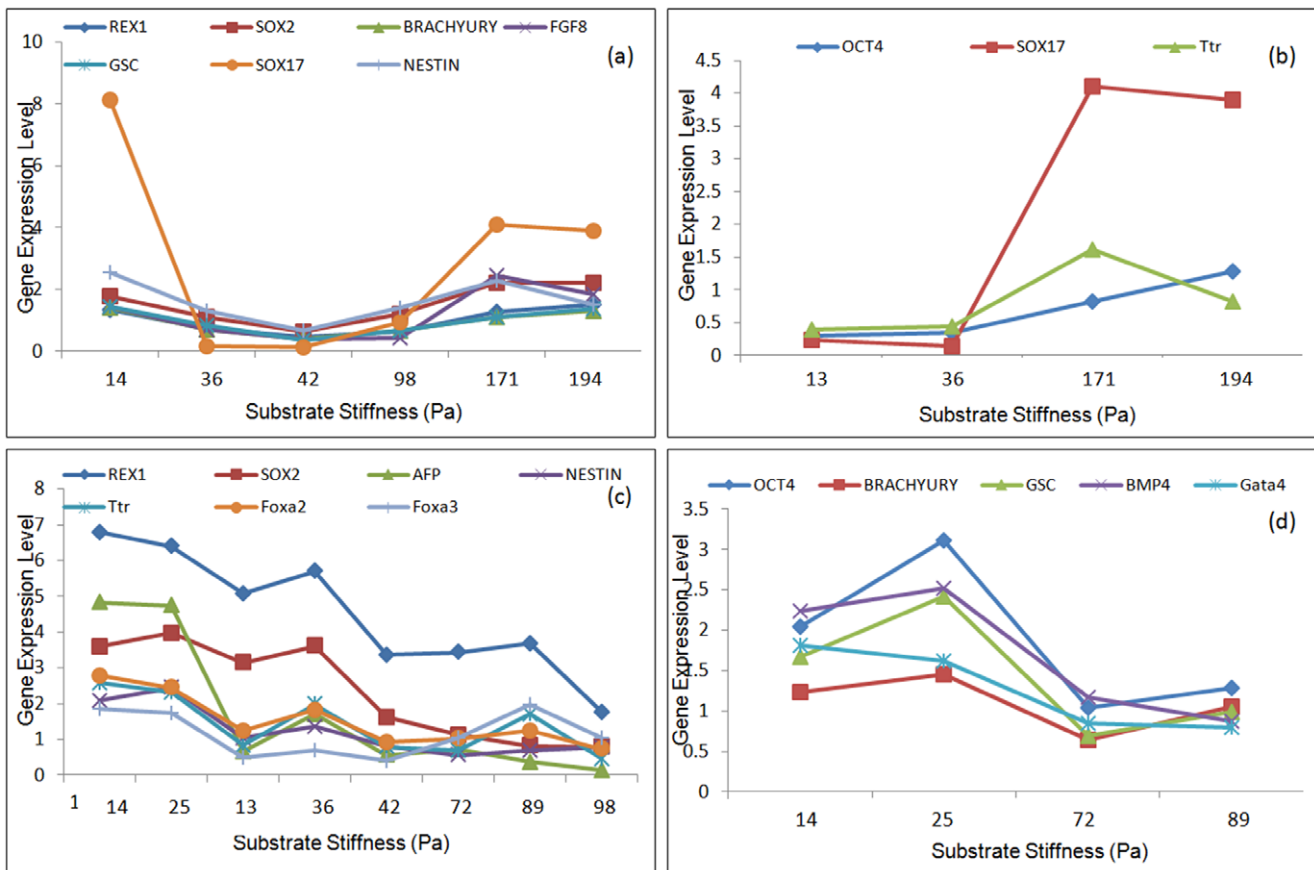 REX1 SOX2 BRACHYURY FGF8
GSC SOX17 NESTIN
(a)
Gene Expression Level
10
8
6
4
2
0
14 36 42 98 171 194
Substrate Stiffness (Pa)
OCT4 SOX17 Ttr
(b)
Gene Expression Level
4.5
4
3.5
3
2.5
2
1.5
1
0.5
0
13 36 171 194
Substrate Stiffness (Pa)
REX1 SOX2 AFP NESTIN
Ttr Foxa2 Foxa3
(c)
Gene Expression Level
8
7
6
5
4
3
2
1
0
1 14 25 13 36 42 72 89 98
Substrate Stiffness (Pa)
OCT4 BRACHYURY GSC BMP4 Gata4
(d)
Gene Expression Level
3.5
3
2.5
2
1.5
1
0.5
0
14 25 72 89
Substrate Stiffness (Pa)